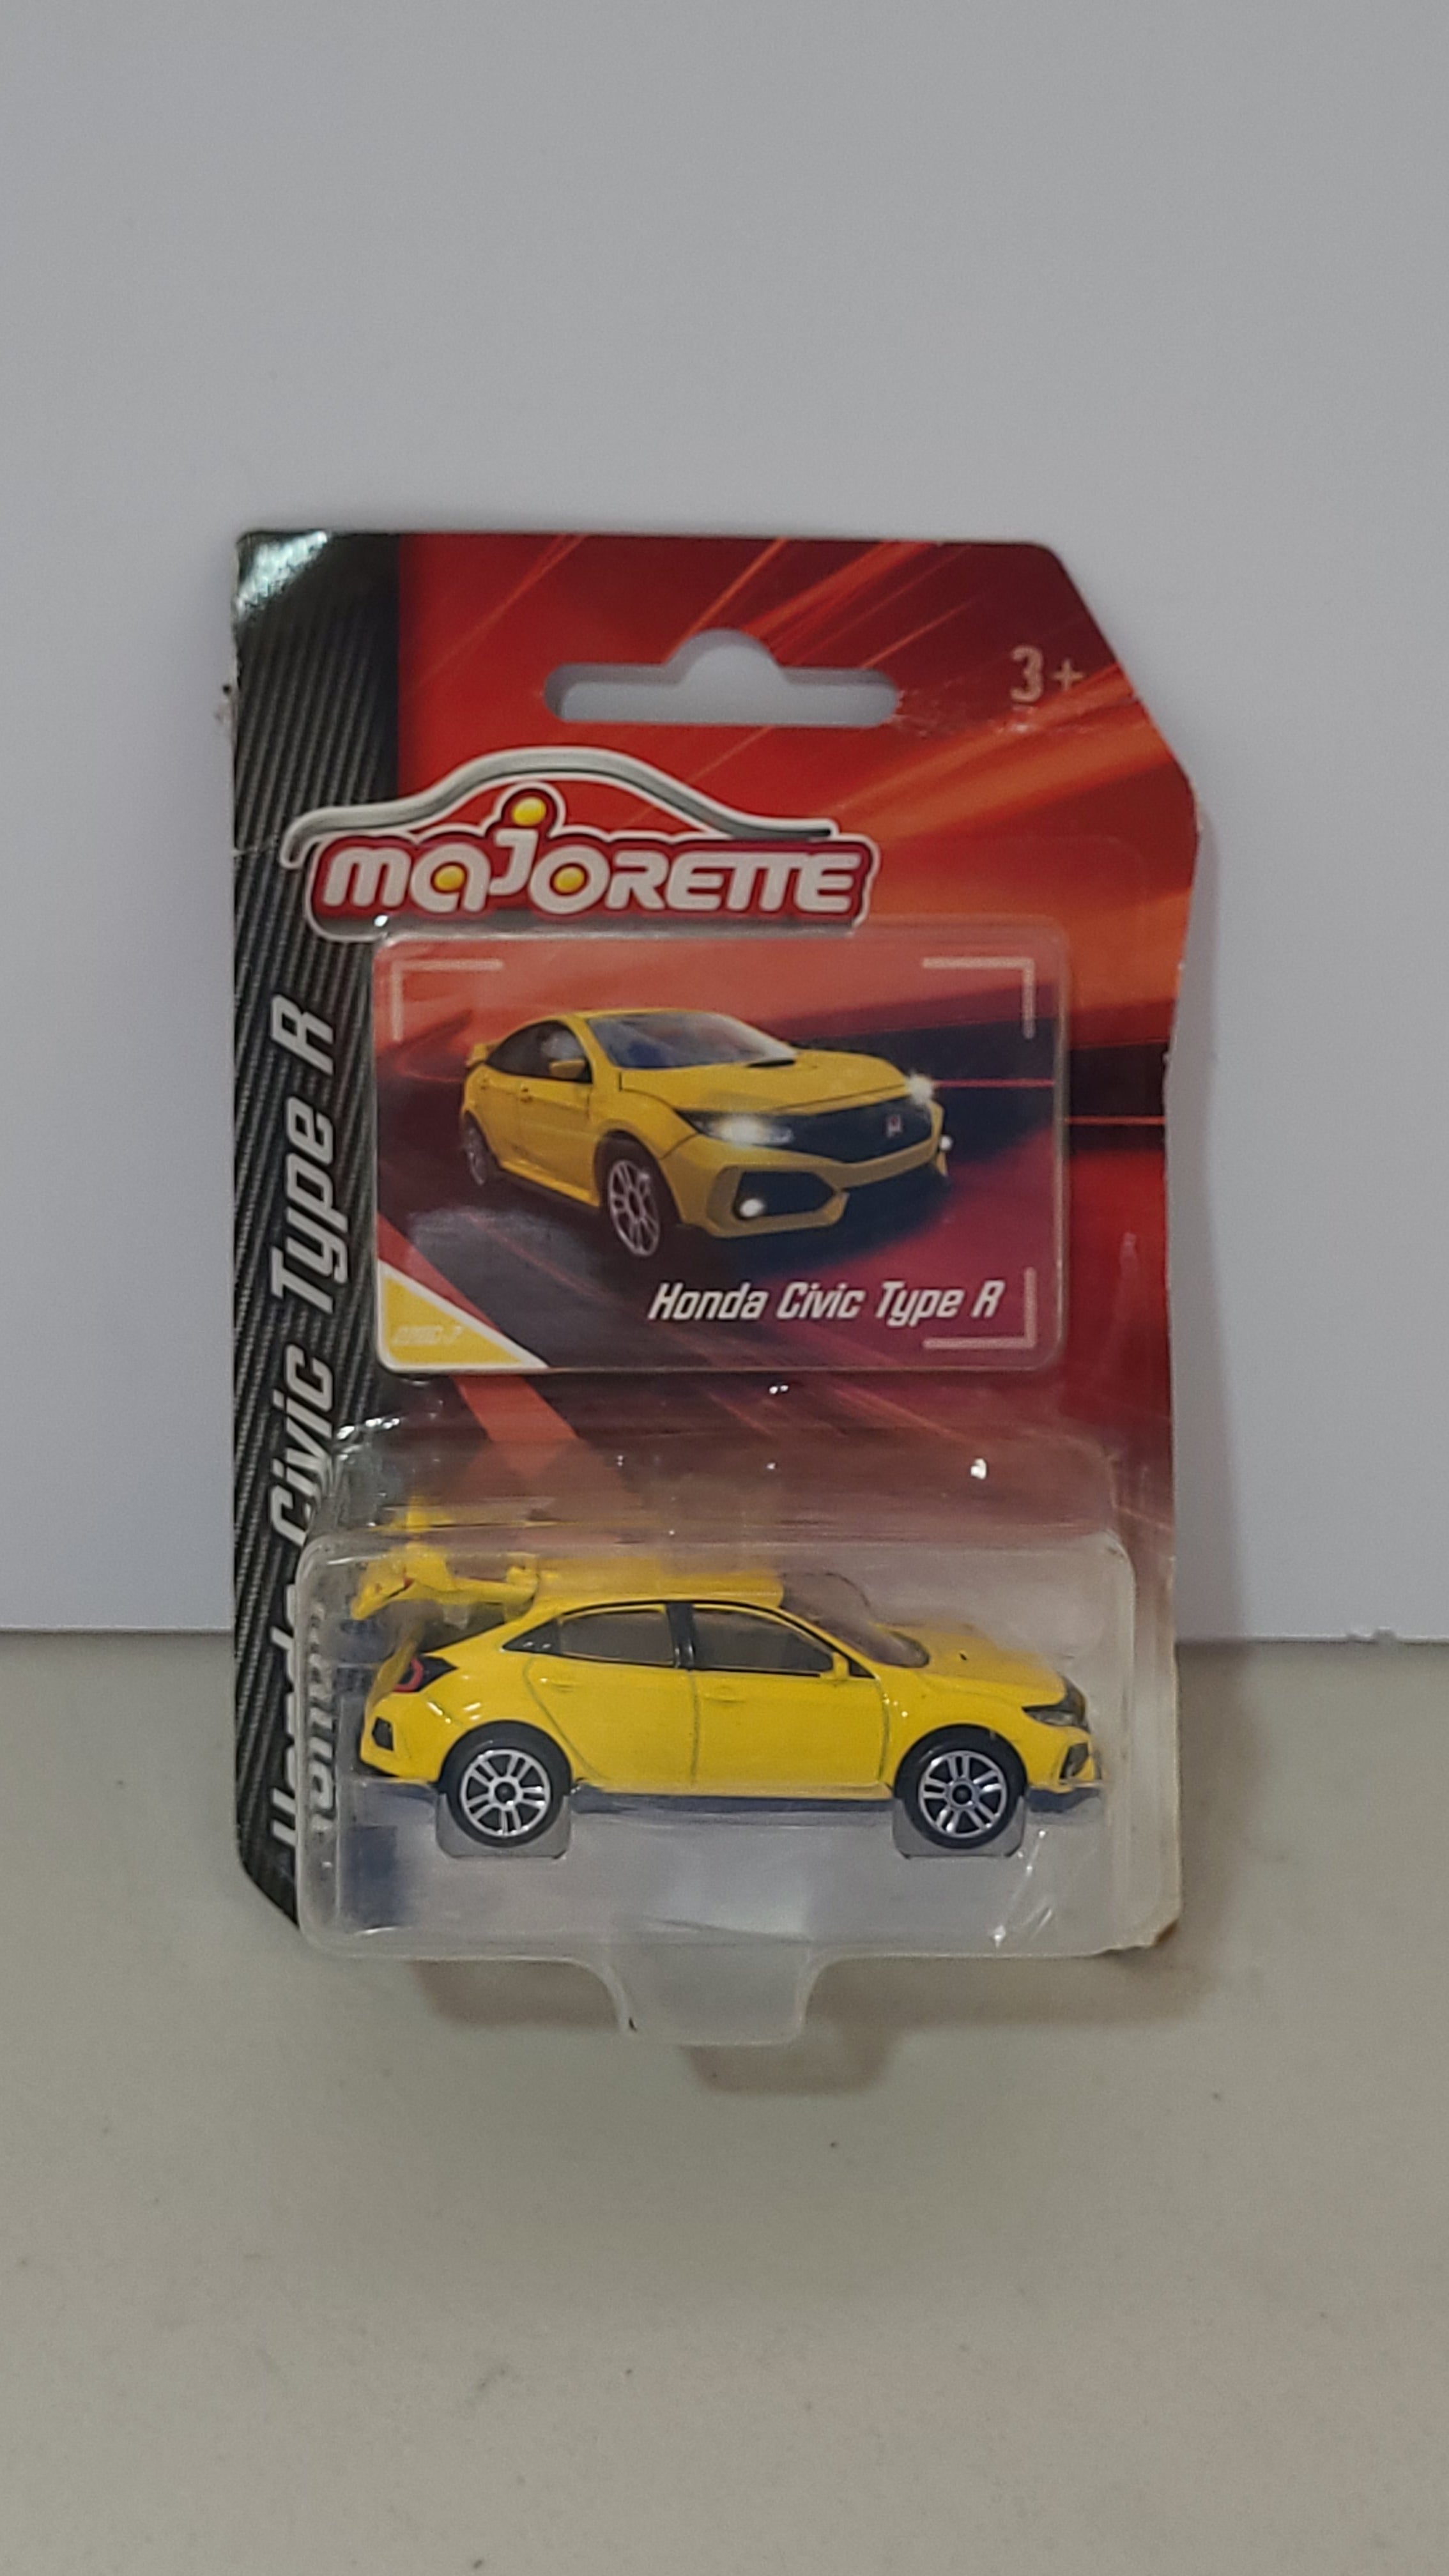 3+
MAJORETTE
Honda Civic Type R
Honda Civic Type R